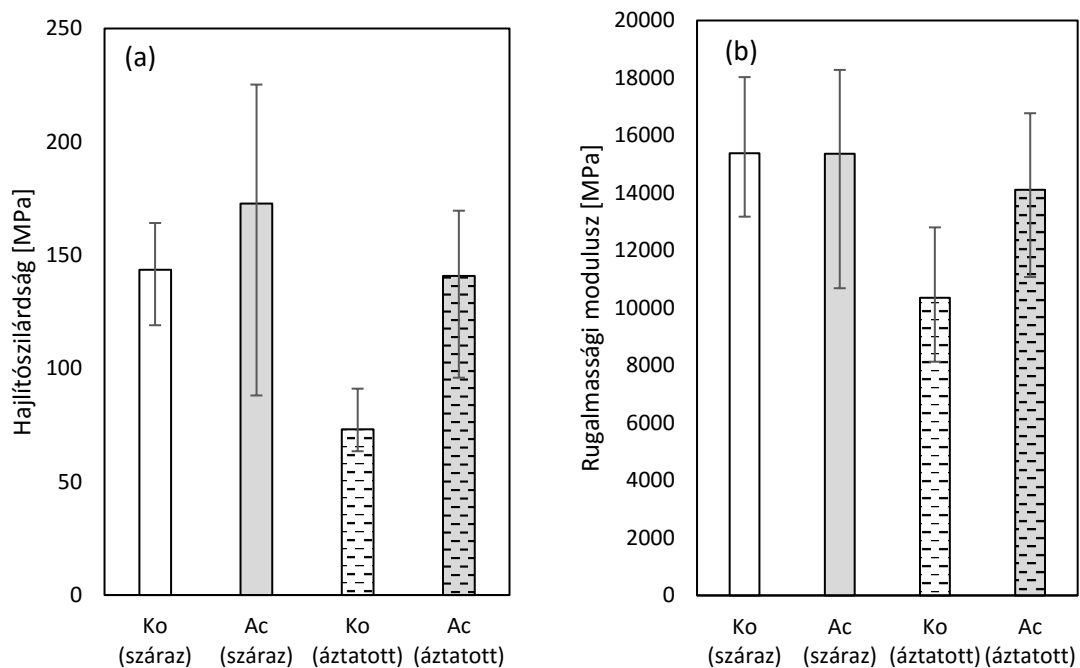 (a)
Hajlítószilárdság [MPa]
250
200
150
100
50
0
Ko
(száraz)
Ac
(száraz)
Ko
(áztatott)
Ac
(áztatott)
(b)
Rugalmassági modulusz [MPa]
20000
18000
16000
14000
12000
10000
8000
6000
4000
2000
0
Ko
(száraz)
Ac
(száraz)
Ko
(áztatott)
Ac
(áztatott)